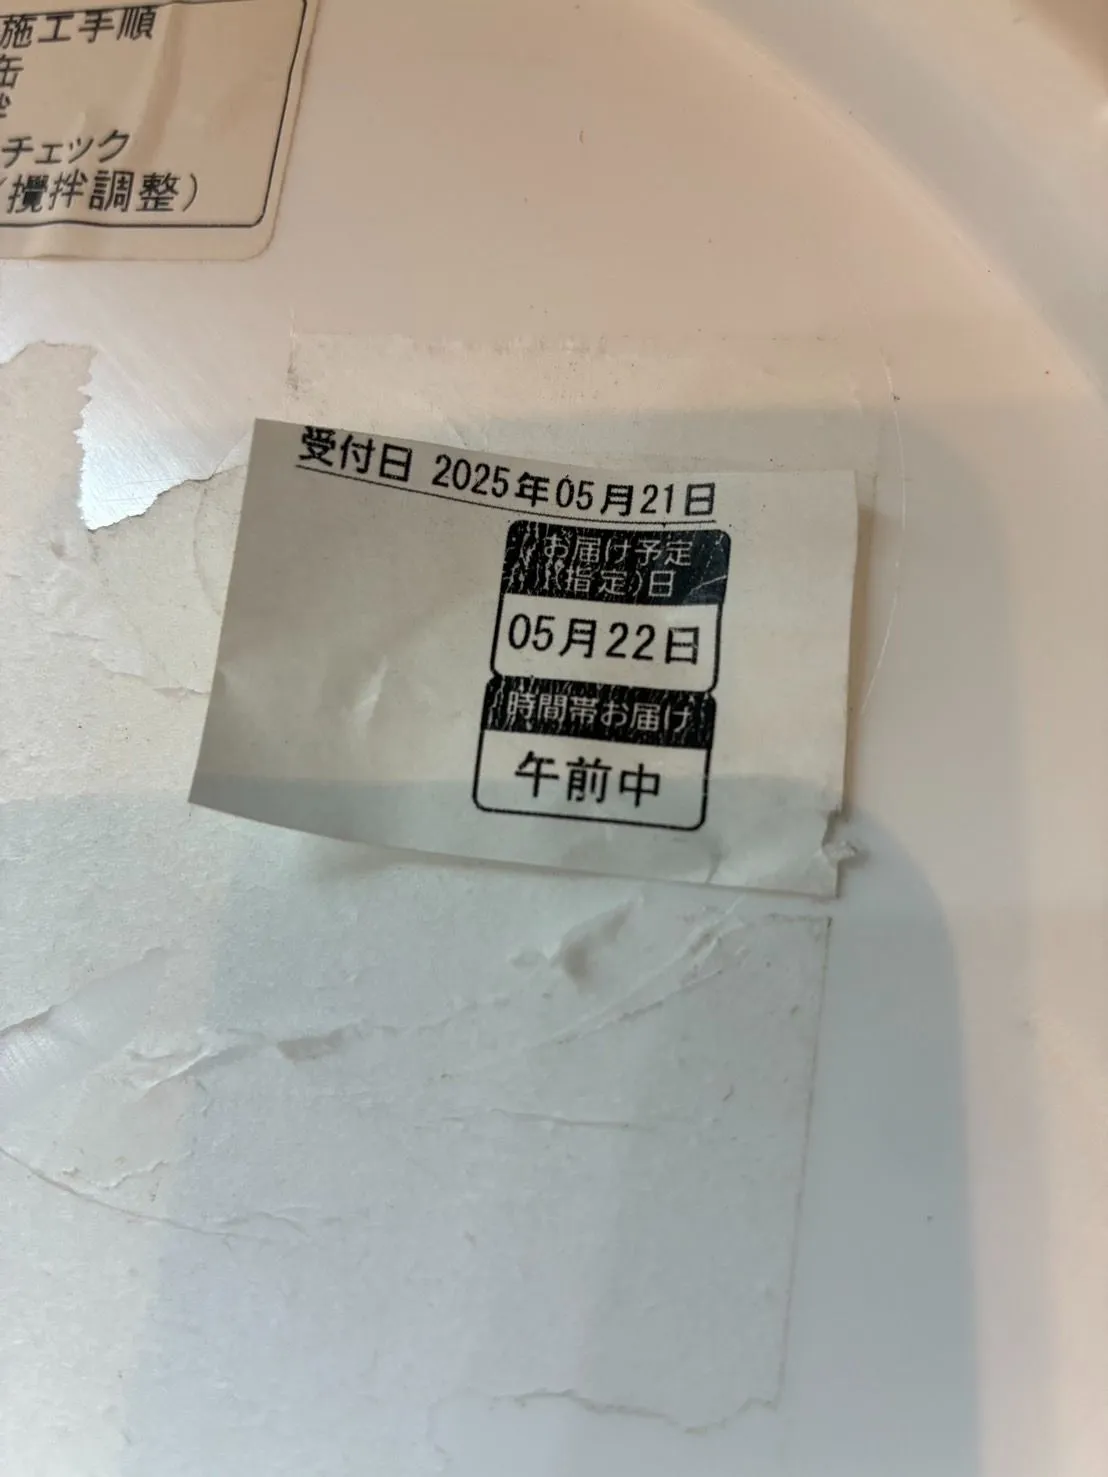 施工手順
缶
チェック
(攪拌調整)
受付日 2025年05月21日
お届け予定
(指定)日
05月22日
時間帯お届け
午前中